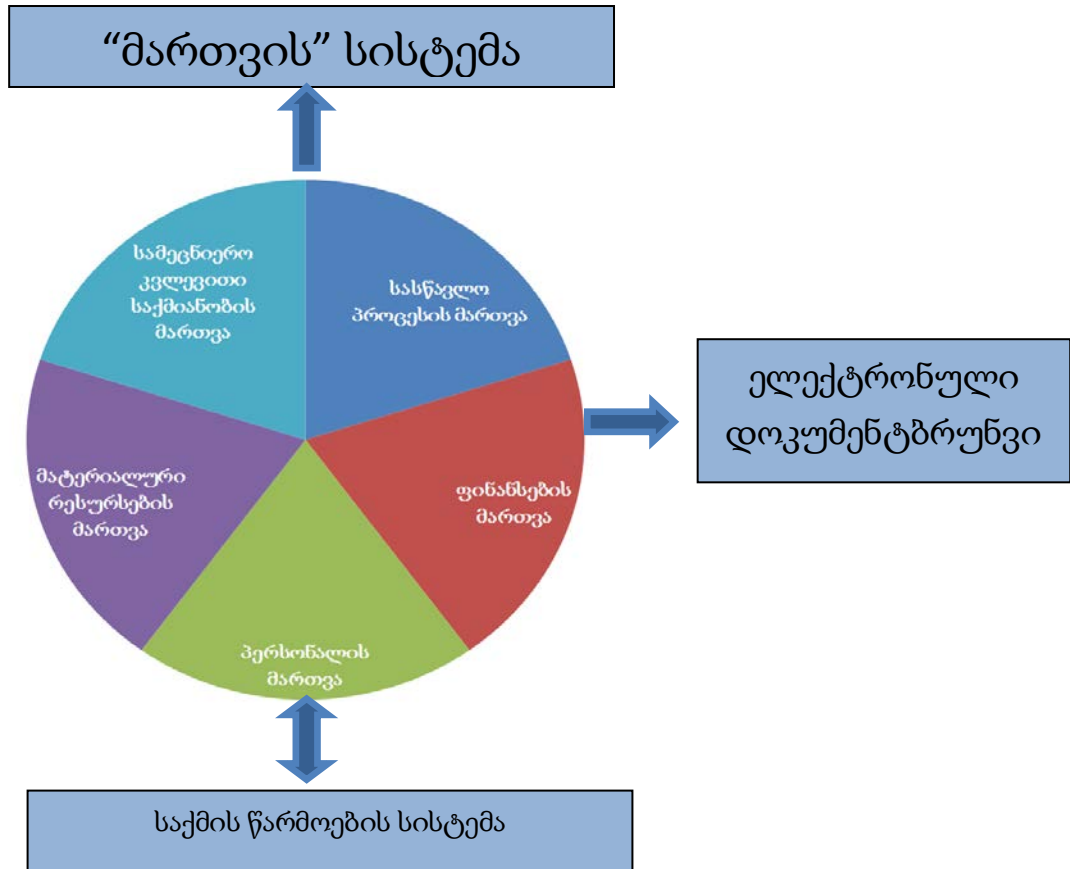 “მართვის” სისტემა
სამეცნიერო
კვლევითი
საქმიანობის
მართვა
სასწავლო
პროცესის მართვა
ელექტრონული
დოკუმენტბრუნვი
მატერიალური
რესურსების
მართვა
ფინანსების
მართვა
პერსონალის
მართვა
საქმის წარმოების სისტემა